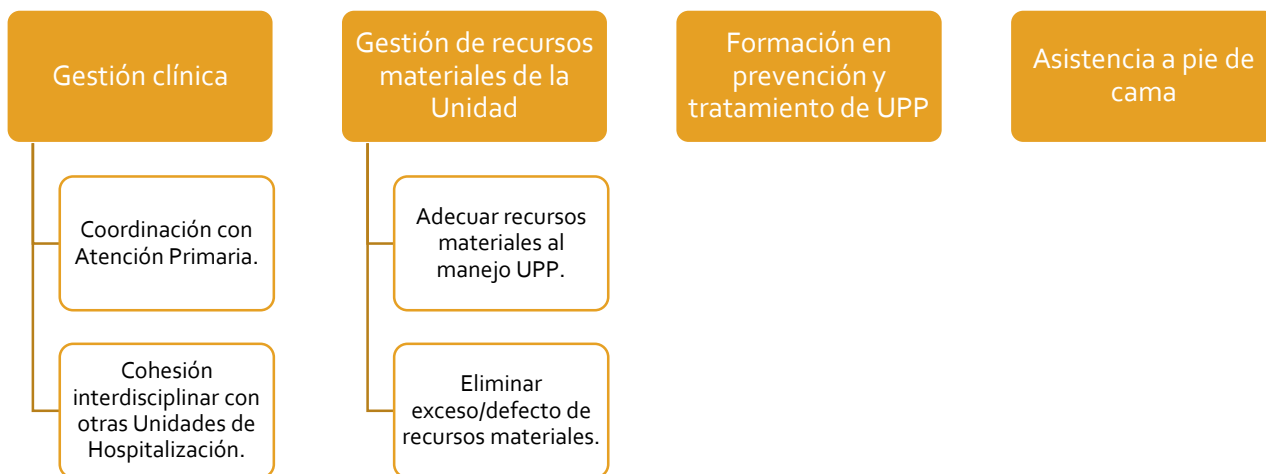 Gestión clínica
Coordinación con
Atención Primaria.
Cohesión
interdisciplinar con
otras Unidades de
Hospitalización.
Gestión de recursos
materiales de la
Unidad
Adecuar recursos
materiales al
manejo UPP.
Eliminar
exceso/defecto de
recursos materiales.
Formación en
prevención y
tratamiento de UPP
Asistencia a pie de
cama